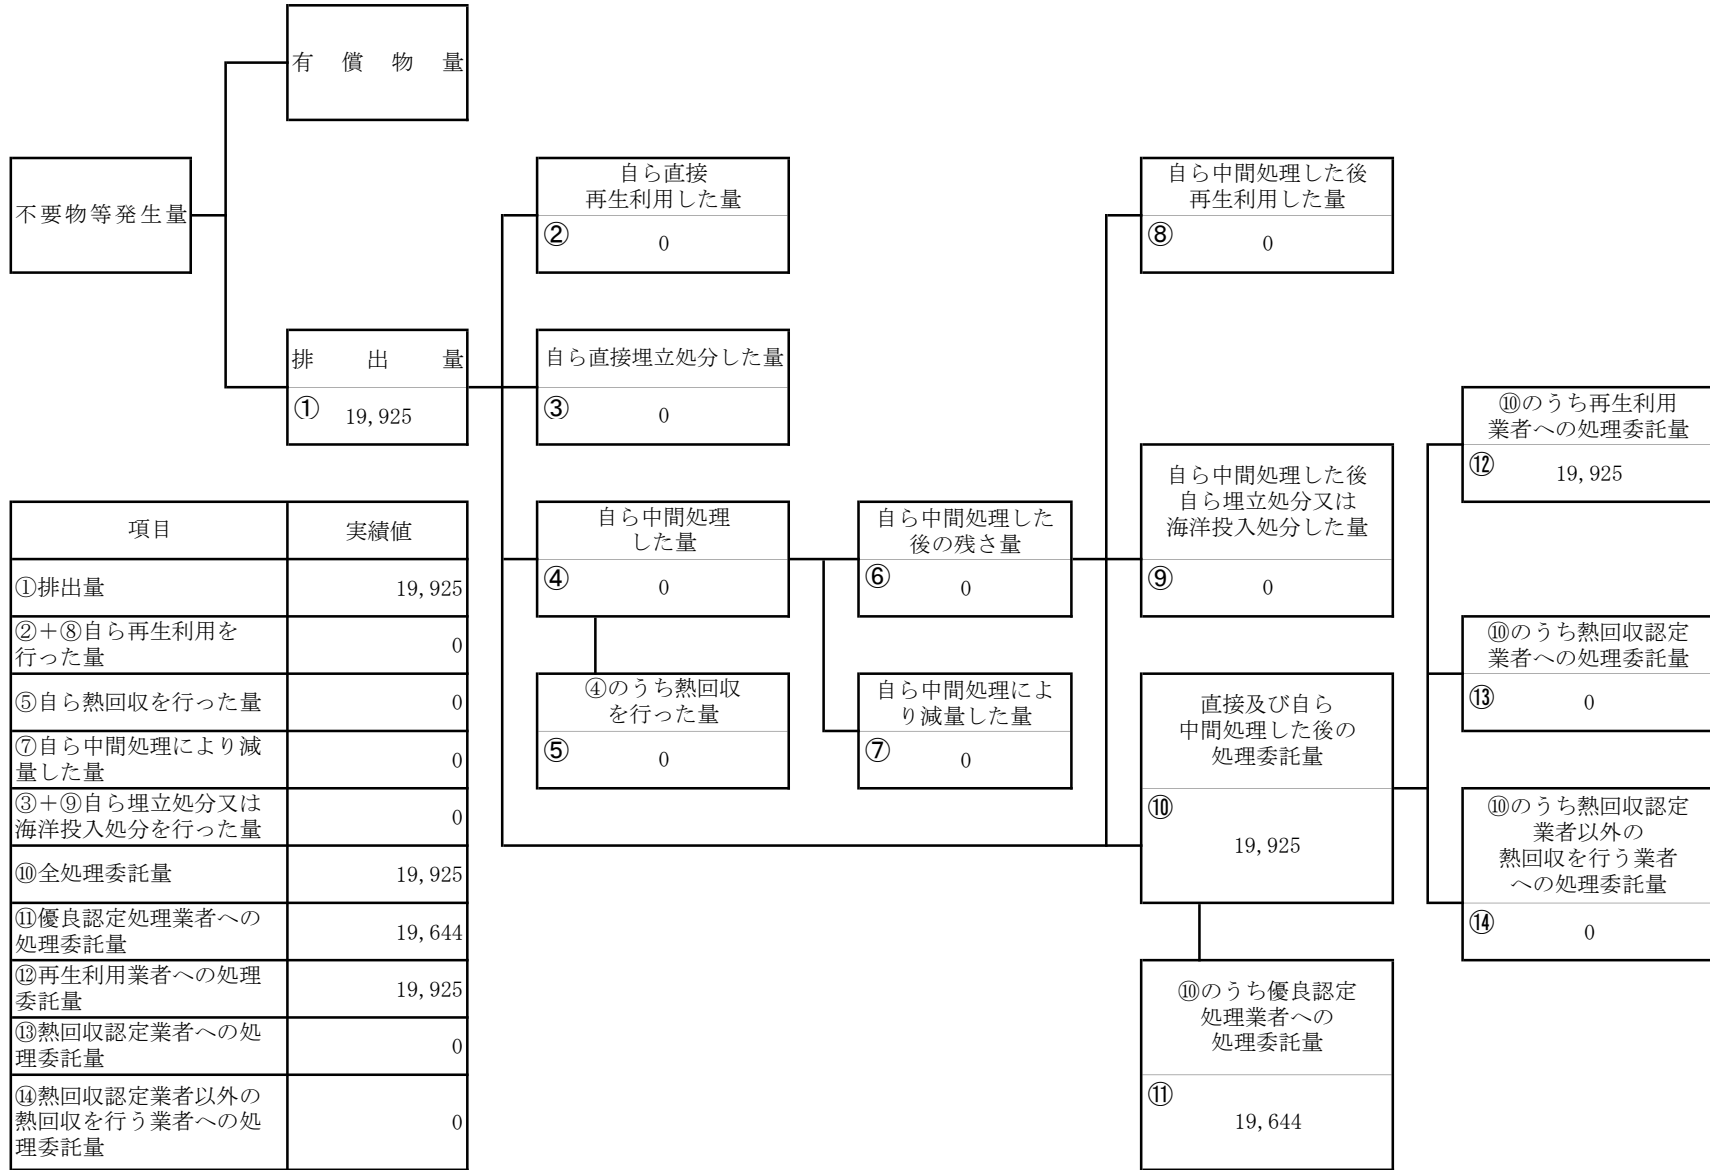 有償物量
不要物等発生量
自ら直接
再生利用した量
② 0
自ら中間処理した後
再生利用した量
⑧ 0
排出量
① 19,925
自ら直接埋立処分した量
③ 0
自ら中間処理
した量
④ 0
自ら中間処理した
後の残さ量
⑥ 0
自ら中間処理した後
自ら埋立処分又は
海洋投入処分した量
⑨ 0
⑩のうち再生利用
業者への処理委託量
⑫ 19,925
④のうち熱回収
を行った量
⑤ 0
自ら中間処理によ
り減量した量
⑦ 0
直接及び自ら
中間処理した後の
処理委託量
⑩
19,925
⑩のうち熱回収認定
業者への処理委託量
⑬ 0
⑩のうち熱回収認定
業者以外の
熱回収を行う業者
への処理委託量
⑭ 0
⑩のうち優良認定
処理業者への
処理委託量
⑪
19,644
項目 実績値
①排出量 19,925
②+⑧自ら再生利用を
行った量 0
⑤自ら熱回収を行った量 0
⑦自ら中間処理により減
量した量 0
③+⑨自ら埋立処分又は
海洋投入処分を行った量 0
⑩全処理委託量 19,925
⑪優良認定処理業者への
処理委託量 19,644
⑫再生利用業者への処理
委託量 19,925
⑬熱回収認定業者への処
理委託量 0
⑭熱回収認定業者以外の
熱回収を行う業者への処
理委託量 0